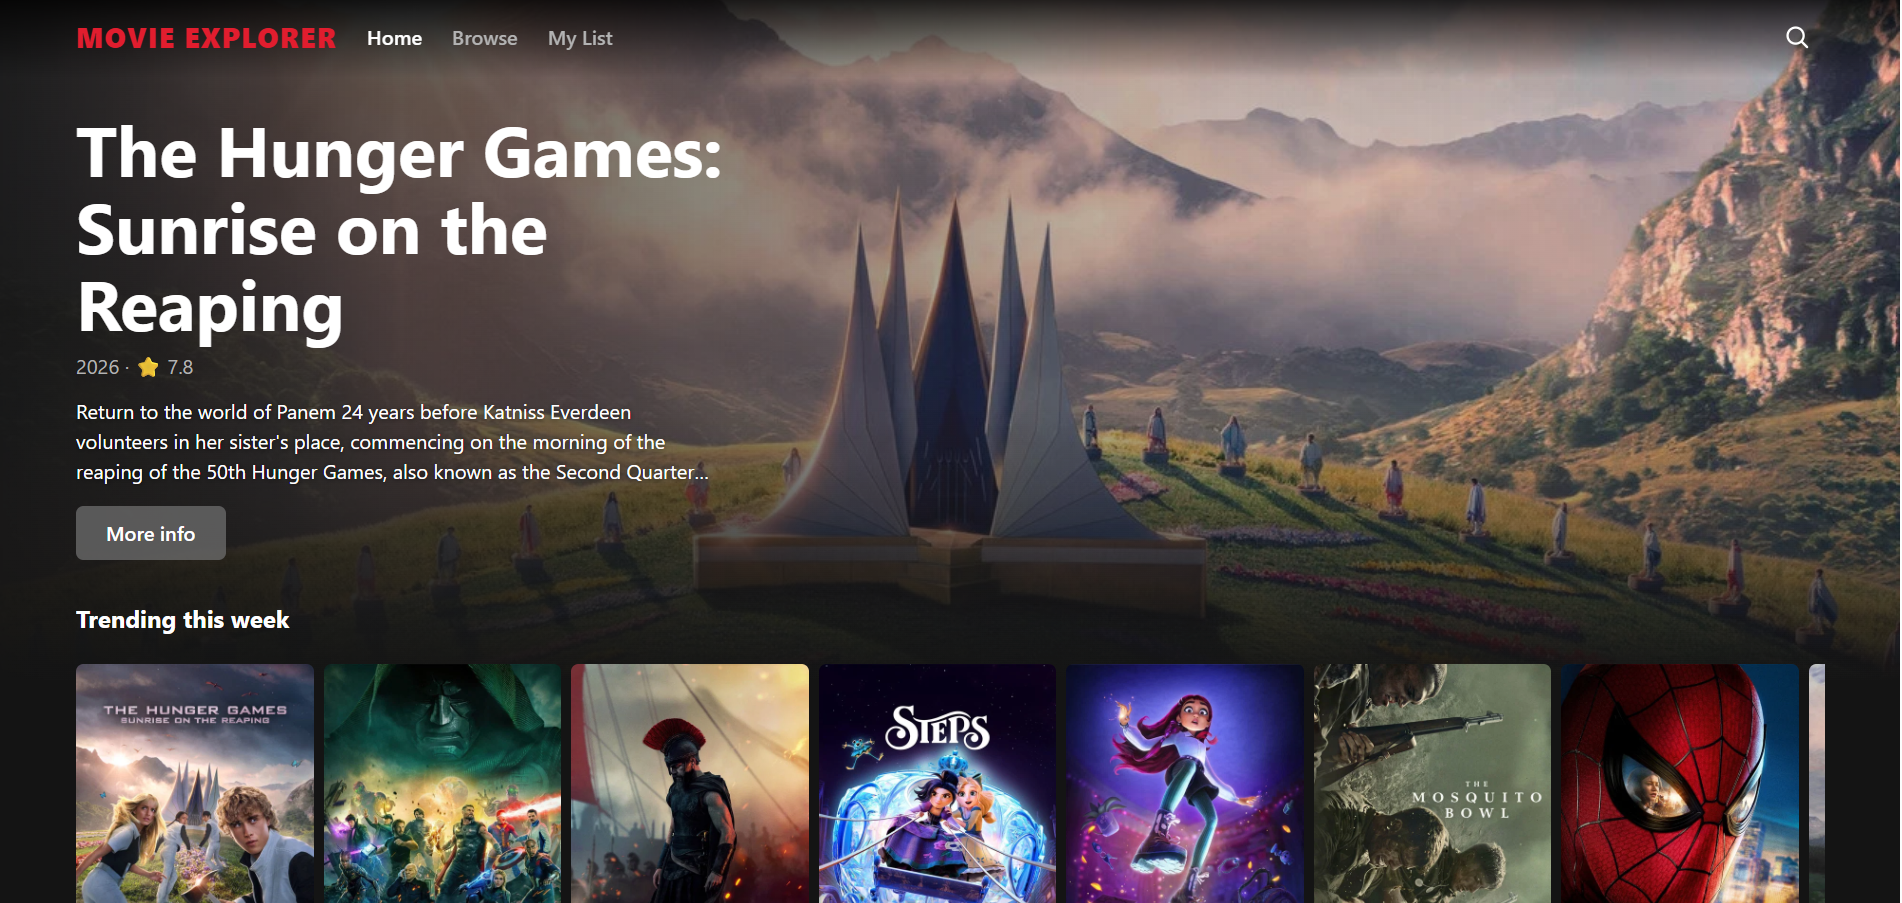 MOVIE EXPLORER Home Browse My List
The Hunger Games:
Sunrise on the
Reaping
2026 · ⭐ 7.8
Return to the world of Panem 24 years before Katniss Everdeen
volunteers in her sister's place, commencing on the morning of the
reaping of the 50th Hunger Games, also known as the Second Quarter...
More info
Trending this week
THE HUNGER GAMES
SUNRISE ON THE REAPING
STEPS
THE
MOSQUITO
BOWL